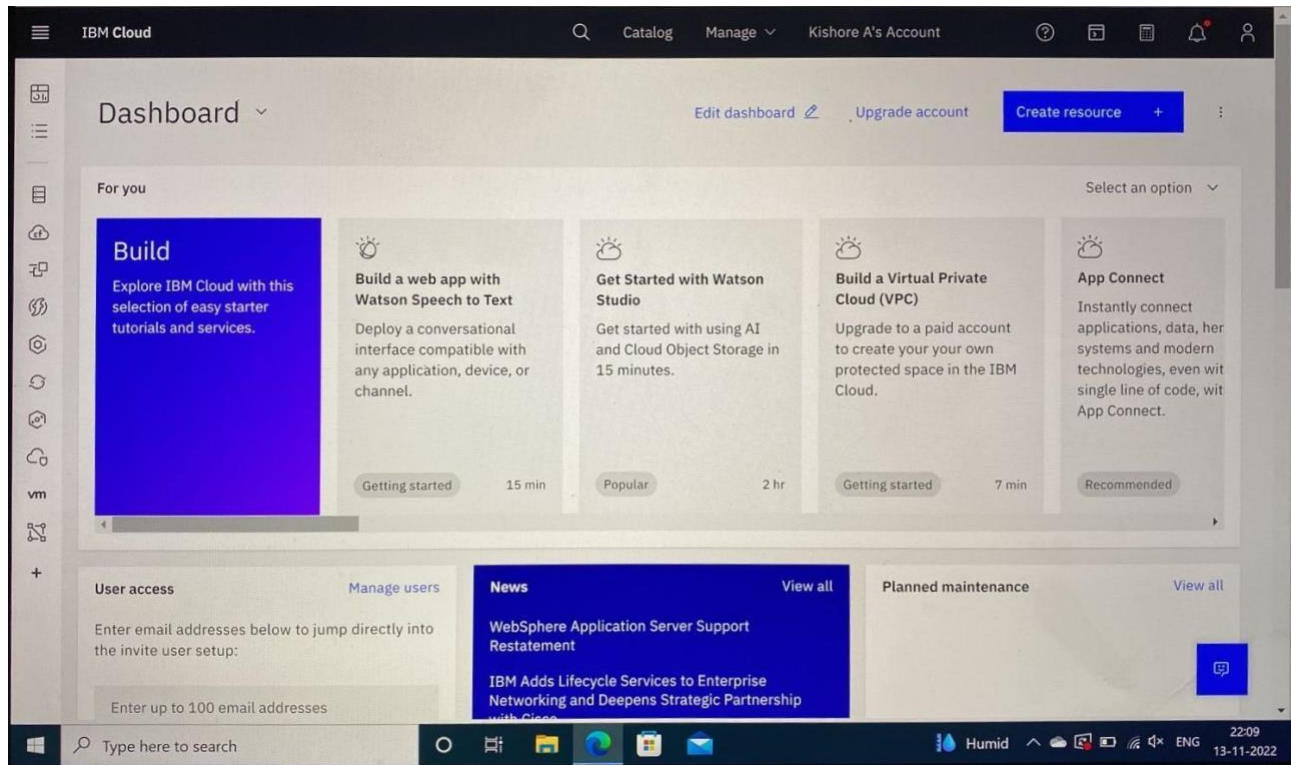 IBM Cloud
Catalog
Manage
Kishore A's Account
Dashboard
Edit dashboard
Upgrade account
Create resource +
For you
Select an option
Build
Explore IBM Cloud with this
selection of easy starter
tutorials and services.
Build a web app with
Watson Speech to Text
Deploy a conversational
interface compatible with
any application, device, or
channel.
Getting started
15 min
Get Started with Watson
Studio
Get started with using AI
and Cloud Object Storage in
15 minutes.
Popular
2 hr
Build a Virtual Private
Cloud (VPC)
Upgrade to a paid account
to create your your own
protected space in the IBM
Cloud.
Getting started
7 min
App Connect
Instantly connect
applications, data, her
systems and modern
technologies, even wit
single line of code, wit
App Connect.
Recommended
vm
+
User access
Manage users
Enter email addresses below to jump directly into
the invite user setup:
Enter up to 100 email addresses
News
View all
WebSphere Application Server Support
Restatement
IBM Adds Lifecycle Services to Enterprise
Networking and Deepens Strategic Partnership
with Cisco
Planned maintenance
View all
Type here to search
Humid
ENG
22:09
13-11-2022